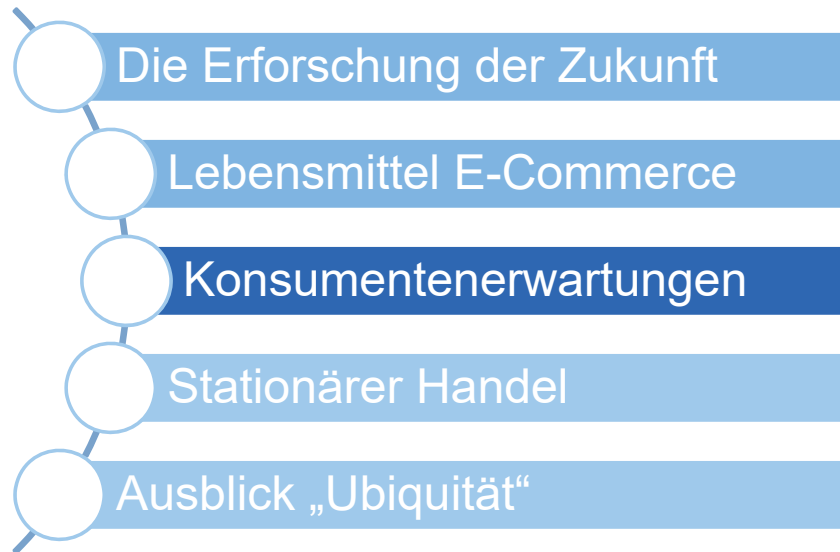 Die Erforschung der Zukunft
Lebensmittel E-Commerce
Konsumentenerwartungen
Stationärer Handel
Ausblick „Ubiquität“